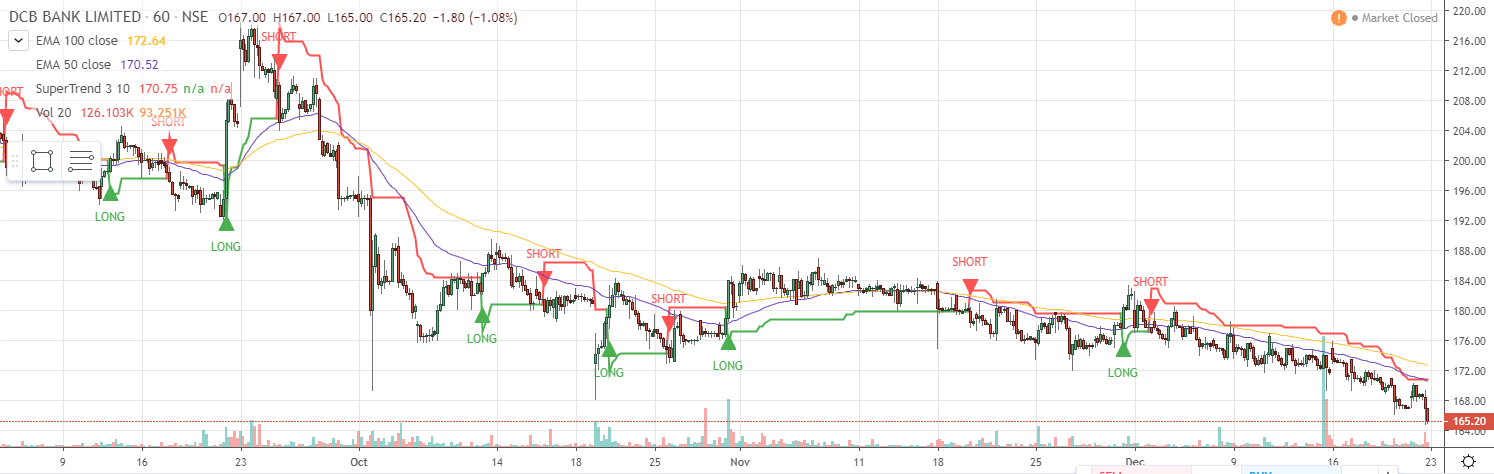 DCB BANK LIMITED · 60 · NSE O167.00 H167.00 L165.00 C165.20 −1.80 (−1.08%)
! Market Closed
EMA 100 close 172.64
EMA 50 close 170.52
SuperTrend 3 10 170.75 n/a n/a
Vol 20 126.103K 93.251K
SHORT
SHORT
LONG
LONG
SHORT
LONG
LONG
SHORT
LONG
SHORT
LONG
SHORT
220.00
216.00
212.00
208.00
204.00
200.00
196.00
192.00
188.00
184.00
180.00
176.00
172.00
168.00
165.20
164.00
9 16 23 Oct 7 14 18 25 Nov 11 18 25 Dec 9 16 23
SELL BUY